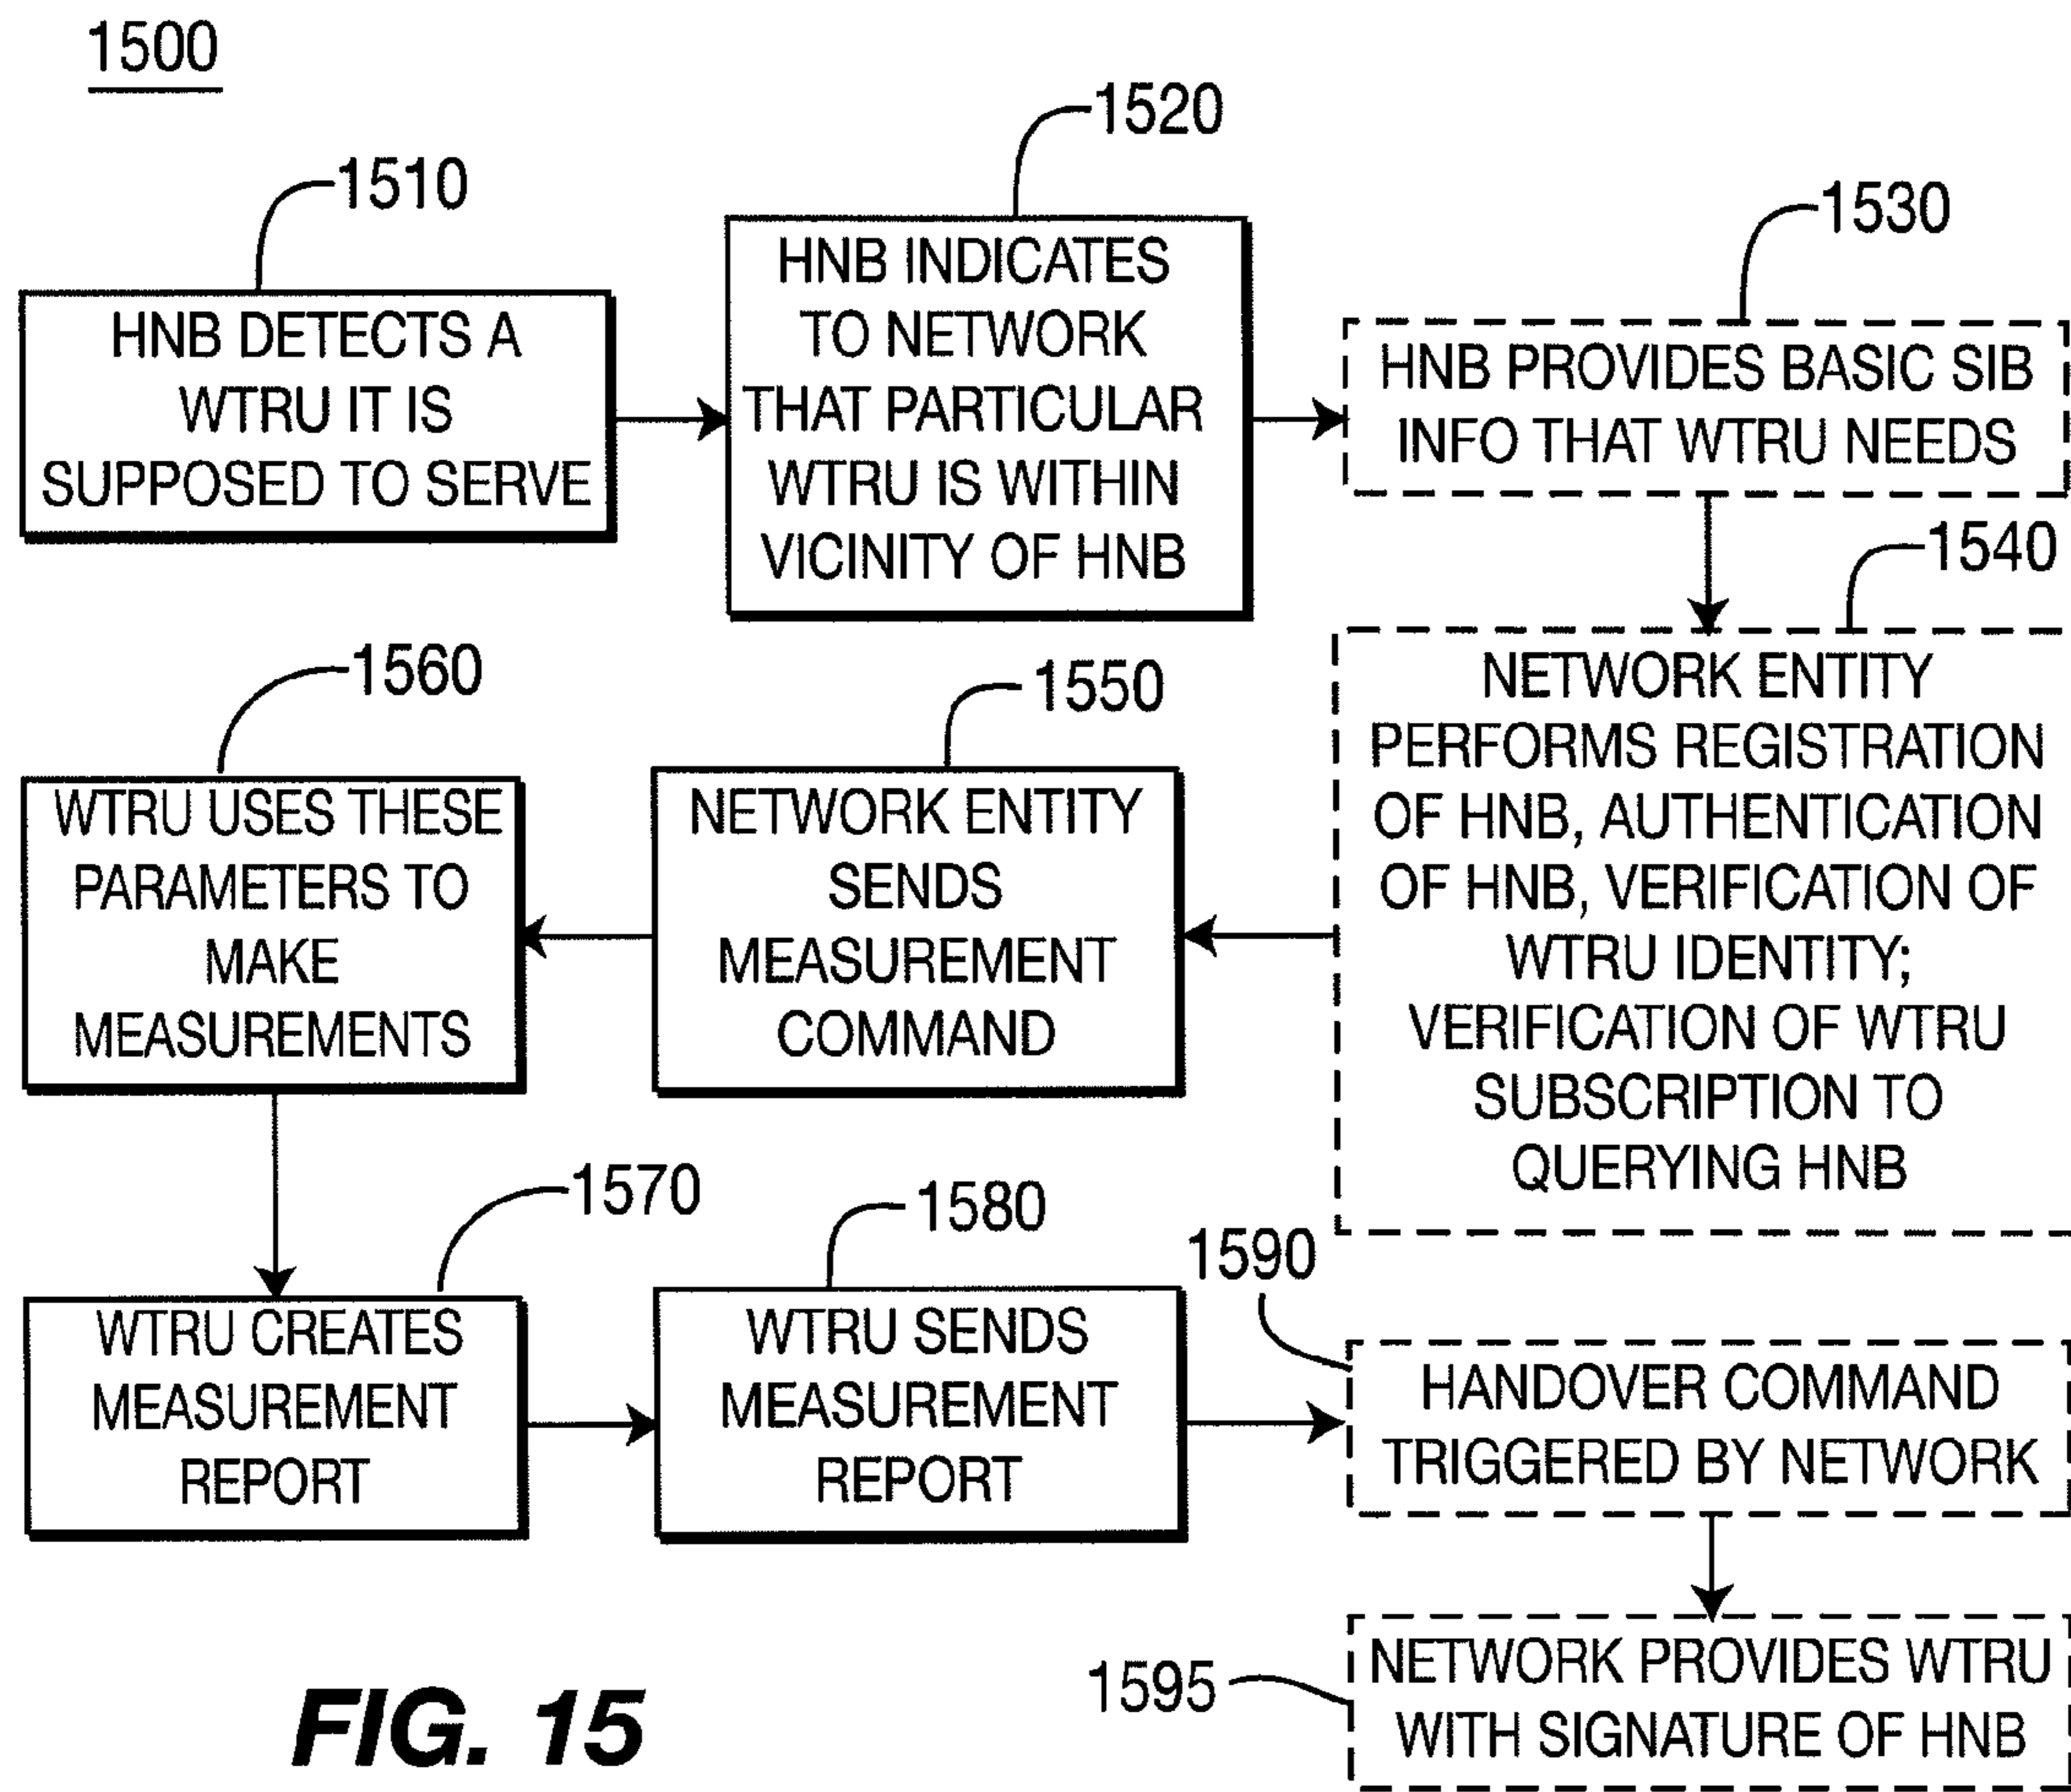 1500
1510
HNB DETECTS A
WTRU IT IS
SUPPOSED TO SERVE
1520
HNB INDICATES
TO NETWORK
THAT PARTICULAR
WTRU IS WITHIN
VICINITY OF HNB
1530
HNB PROVIDES BASIC SIB
INFO THAT WTRU NEEDS
1540
NETWORK ENTITY
PERFORMS REGISTRATION
OF HNB, AUTHENTICATION
OF HNB, VERIFICATION OF
WTRU IDENTITY;
VERIFICATION OF WTRU
SUBSCRIPTION TO
QUERYING HNB
1550
NETWORK ENTITY
SENDS
MEASUREMENT
COMMAND
1560
WTRU USES THESE
PARAMETERS TO
MAKE
MEASUREMENTS
1570
WTRU CREATES
MEASUREMENT
REPORT
1580
WTRU SENDS
MEASUREMENT
REPORT
1590
HANDOVER COMMAND
TRIGGERED BY NETWORK
1595
NETWORK PROVIDES WTRU
WITH SIGNATURE OF HNB
FIG. 15